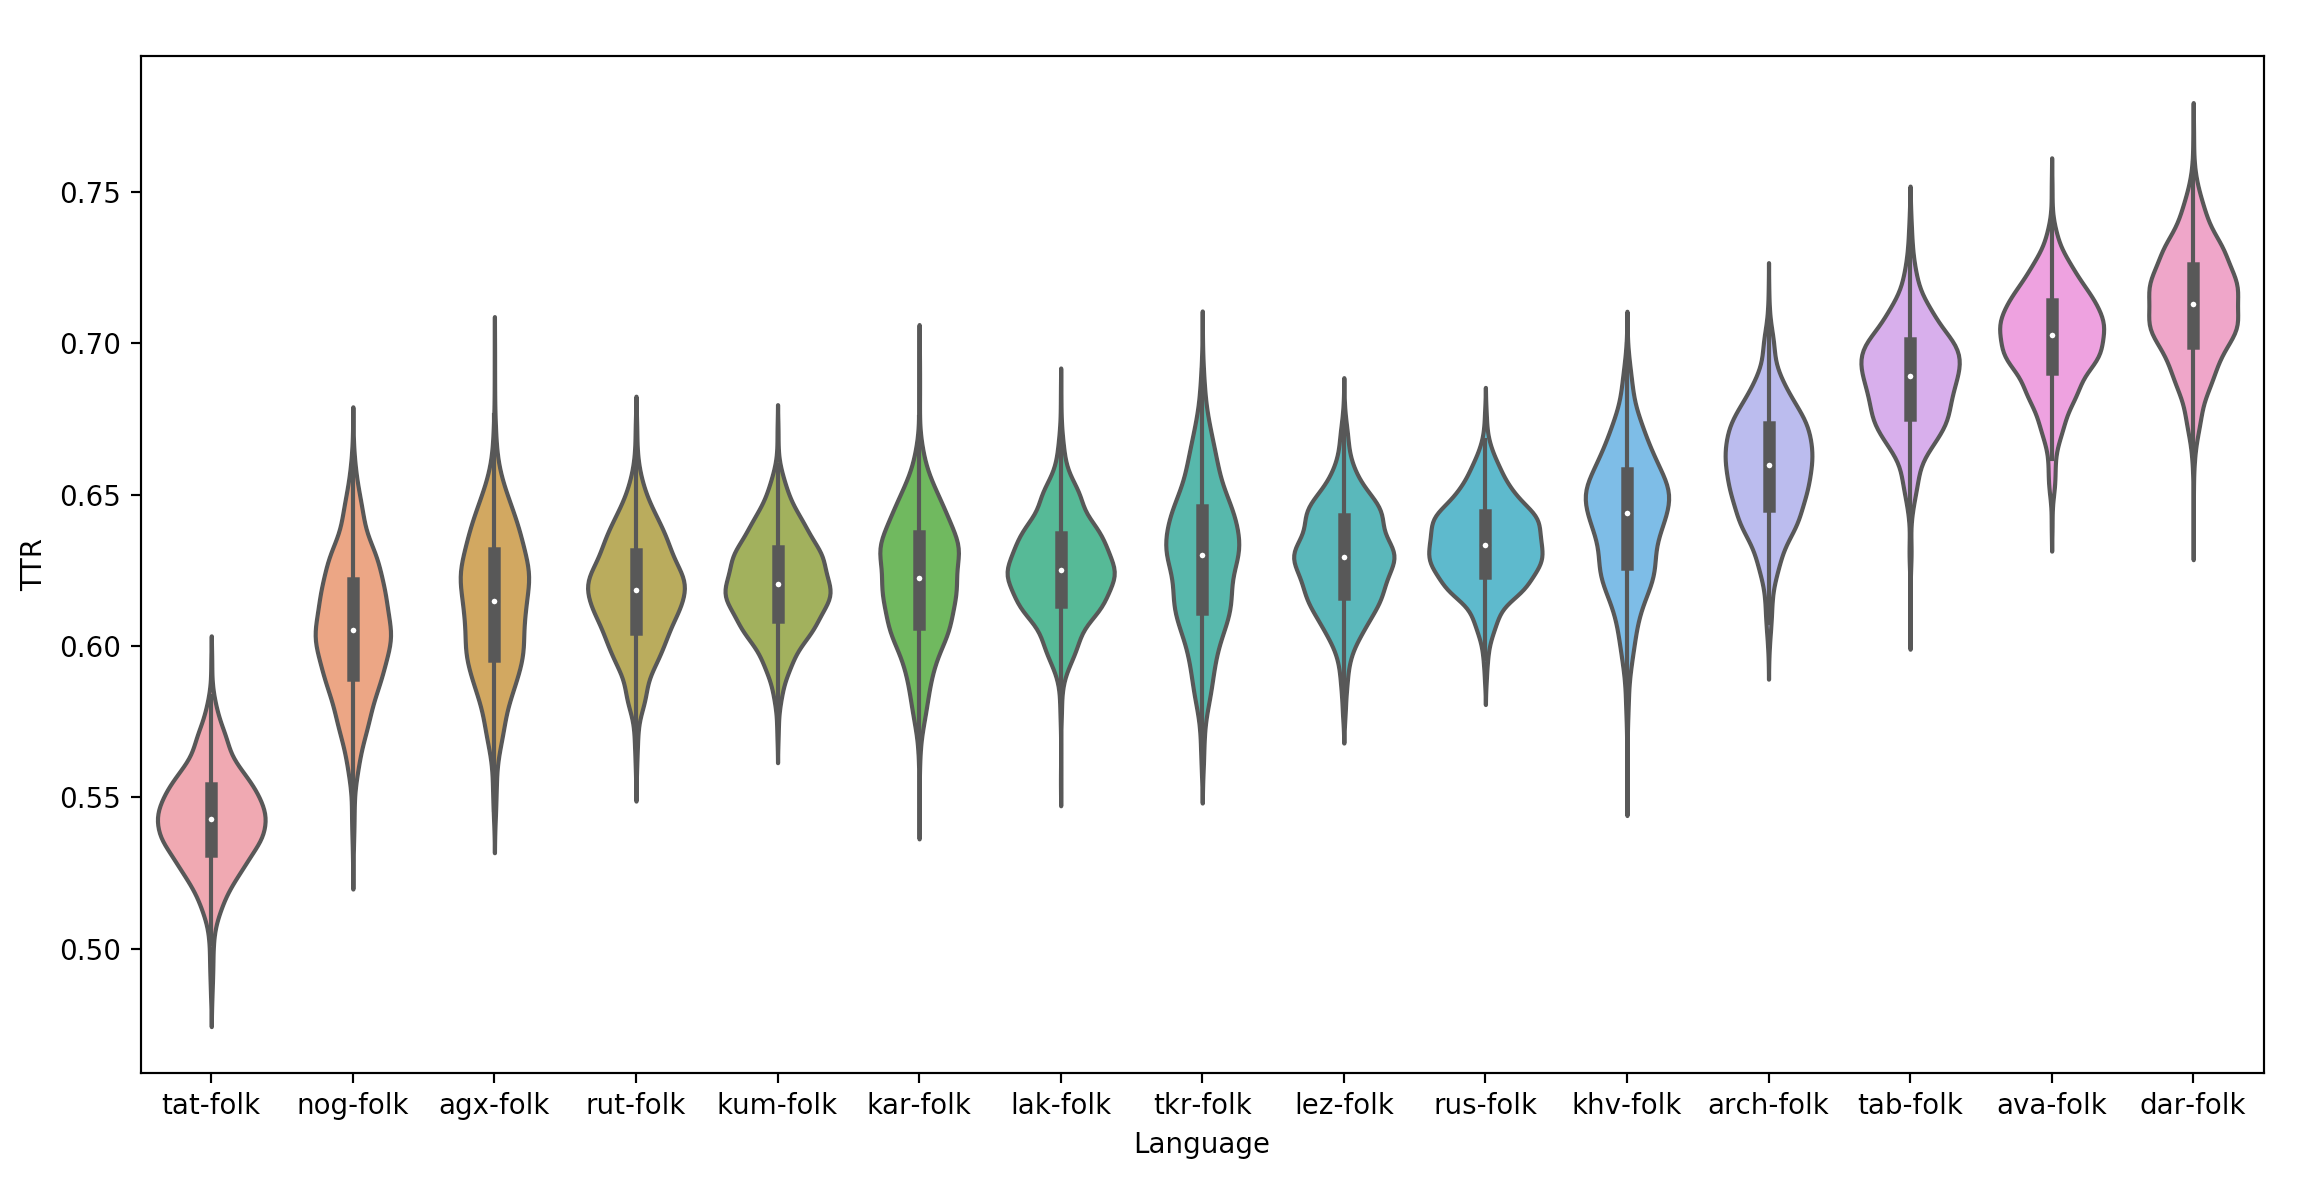 TTR
0.75
0.70
0.65
0.60
0.55
0.50
tat-folk nog-folk agx-folk rut-folk kum-folk kar-folk lak-folk tkr-folk lez-folk rus-folk khv-folk arch-folk tab-folk ava-folk dar-folk
Language